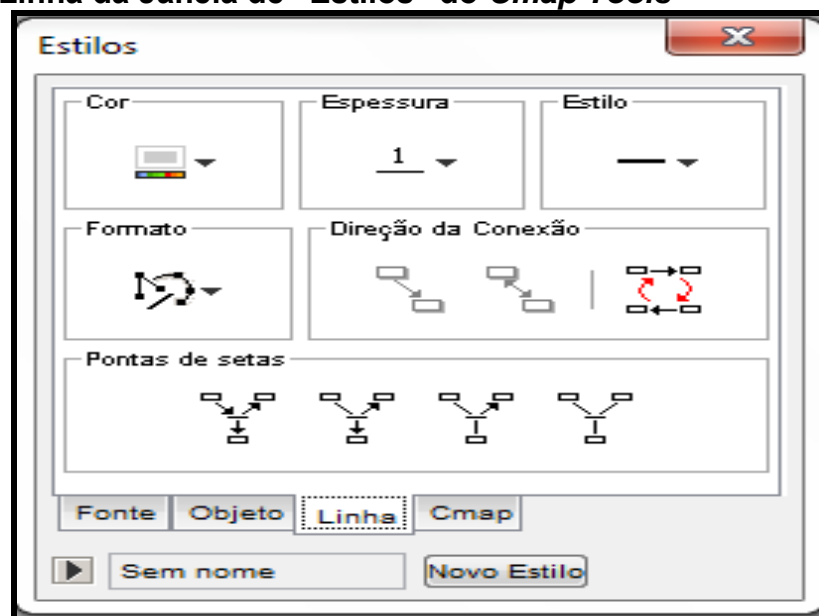 Linha da Janela de "Estilos" do Cmap Tools
Estilos
Cor Espessura Estilo
1
Formato Direção da Conexão
Pontas de setas
Fonte Objeto Linha Cmap
Sem nome Novo Estilo